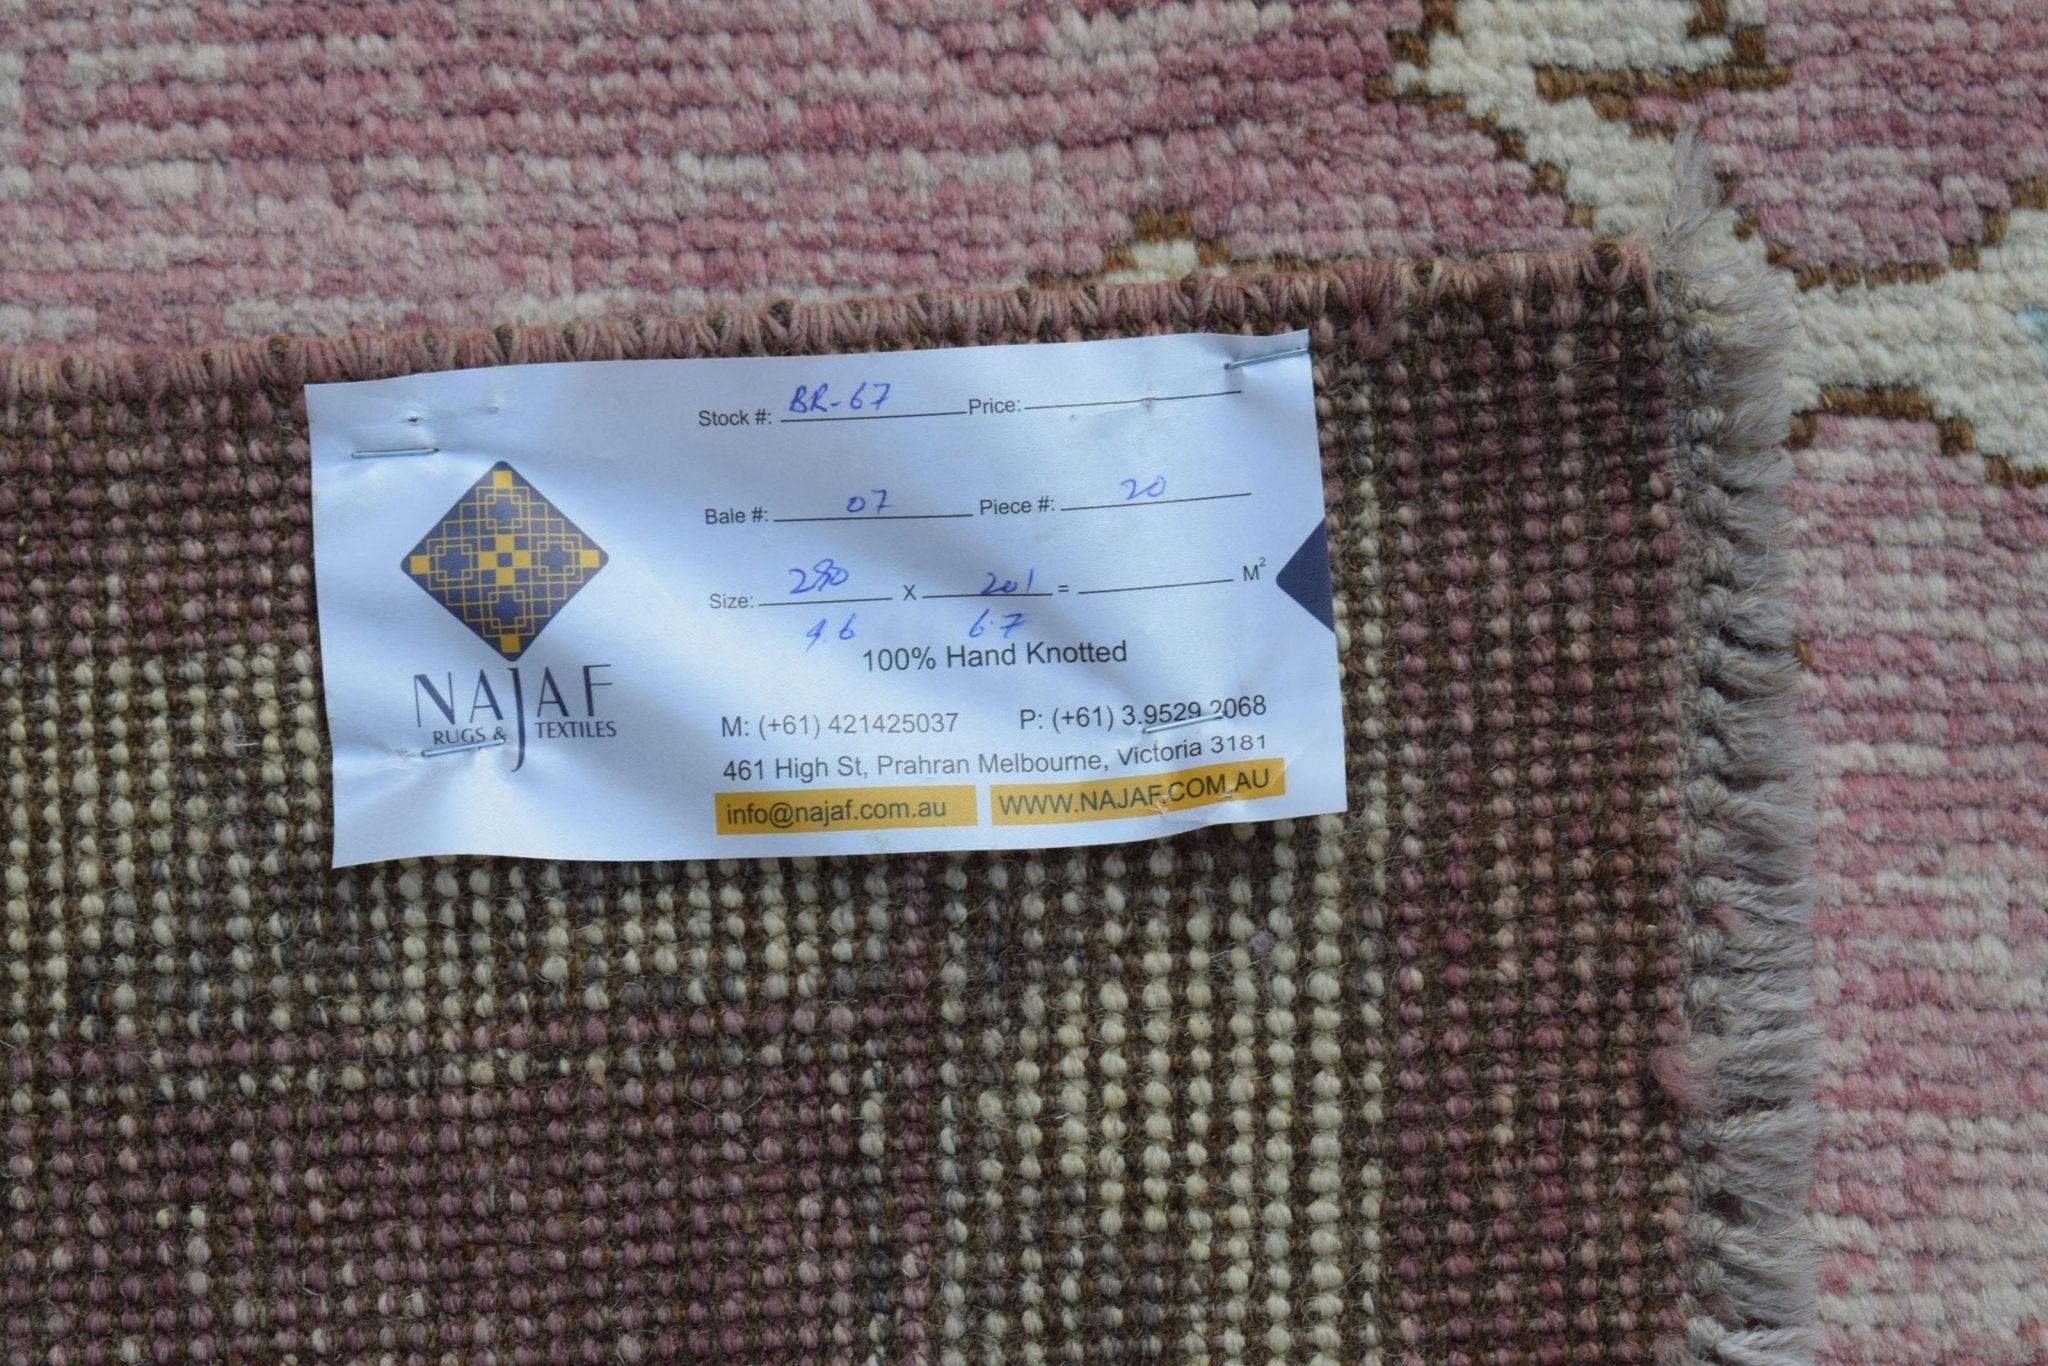 Stock #: BR-67 Price:
Bale #: 07 Piece #: 20
Size: 290 X 201 = M²
9.6 6.7
100% Hand Knotted
NAJAF
RUGS & TEXTILES
M: (+61) 421425037 P: (+61) 3.9529 2068
461 High St, Prahran Melbourne, Victoria 3181
info@najaf.com.au WWW.NAJAF.COM.AU